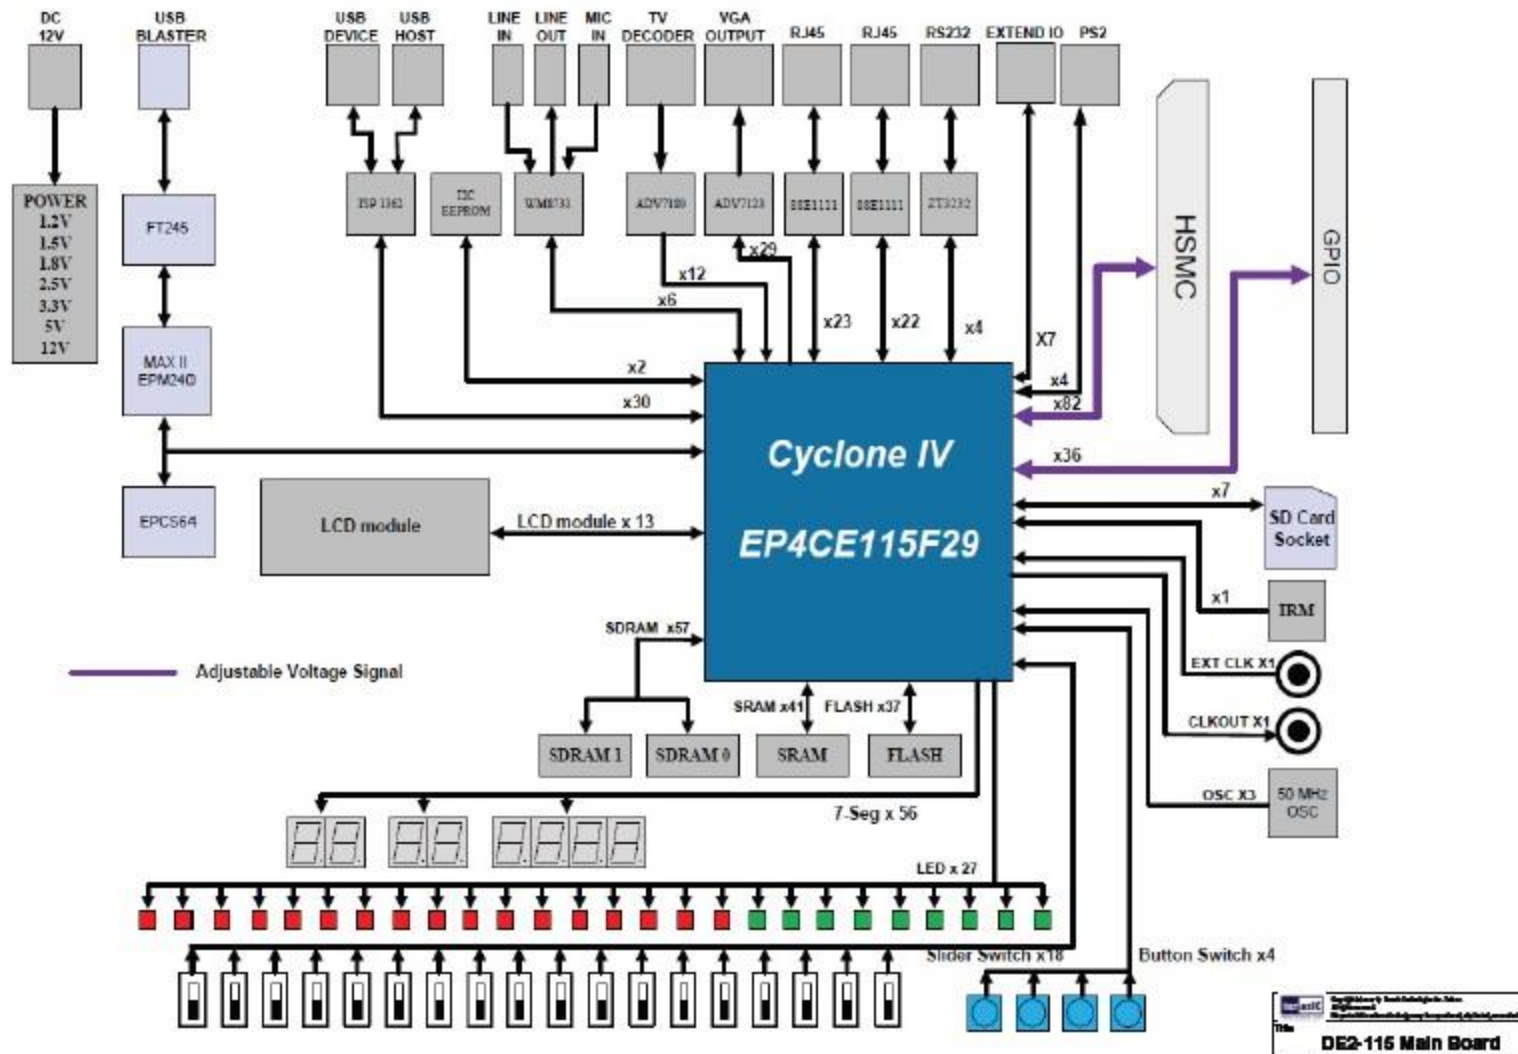 DC
12V
USB
BLASTER
USB
DEVICE
USB
HOST
LINE
IN
LINE
OUT
MIC
IN
TV
DECODER
VGA
OUTPUT
RJ45
RJ45
RS232
EXTEND IO
PS2
POWER
1.2V
1.5V
1.8V
2.5V
3.3V
5V
12V
FT245
MAX II
EPM240
EPCS64
ISP 1362
I2C
EEPROM
WM8731
ADV7180
ADV7123
88E1111
88E1111
ZT3232
HSMC
GPIO
x29
x12
x6
x23
x22
x4
X7
x2
x4
x30
x82
x36
Cyclone IV
EP4CE115F29
LCD module
LCD module x 13
x7
SD Card
Socket
x1
IRM
EXT CLK X1
CLKOUT X1
OSC X3
50 MHz
OSC
SDRAM x57
Adjustable Voltage Signal
SRAM x41
FLASH x37
SDRAM 1
SDRAM 0
SRAM
FLASH
7-Seg x 56
LED x 27
Slider Switch x18
Button Switch x4
Title
DE2-115 Main Board